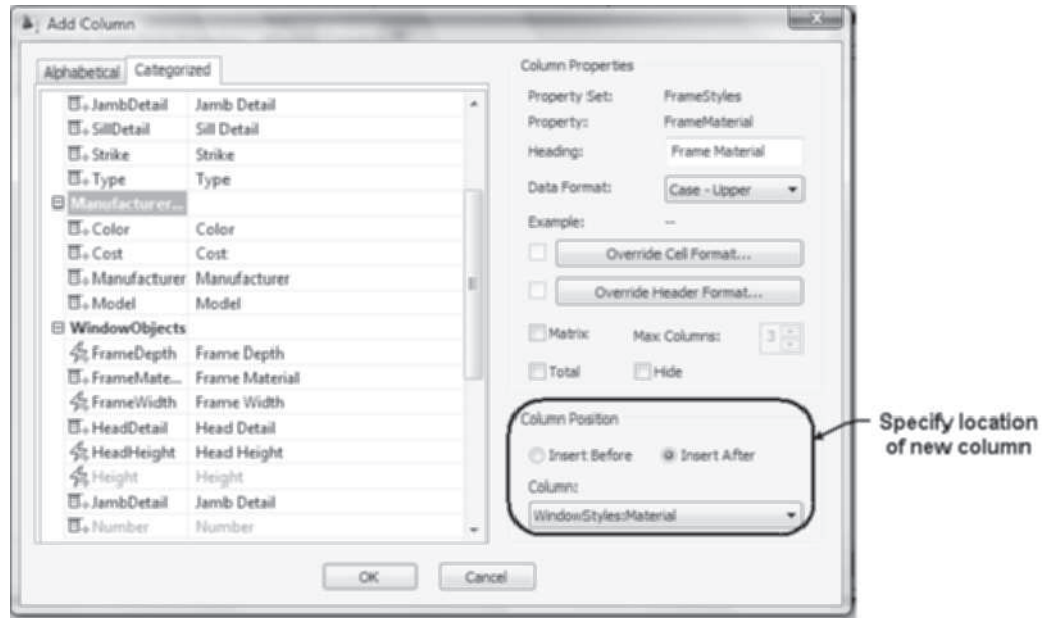 Add Column
Alphabetical Categorized
JambDetail Jamb Detail
SillDetail Sill Detail
Strike Strike
Type Type
Manufacturer...
Color Color
Cost Cost
Manufacturer Manufacturer
Model Model
WindowObjects
FrameDepth Frame Depth
FrameMate... Frame Material
FrameWidth Frame Width
HeadDetail Head Detail
HeadHeight Head Height
Height Height
JambDetail Jamb Detail
Number Number
Column Properties
Property Set: FrameStyles
Property: FrameMaterial
Heading: Frame Material
Data Format: Case - Upper
Example: --
Override Cell Format...
Override Header Format...
Matrix Max Columns: 3
Total Hide
Column Position
Insert Before Insert After
Column:
WindowStyles:Material
OK Cancel
Specify location
of new column